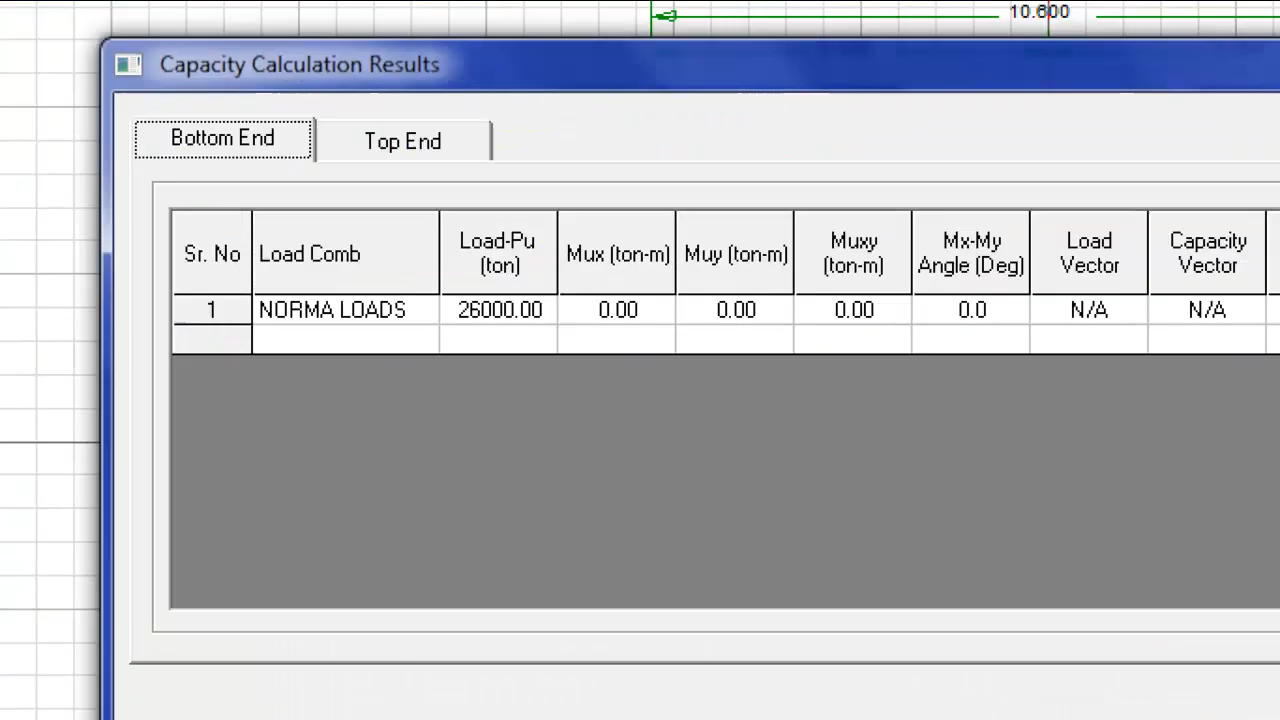 10.600
Capacity Calculation Results
Bottom End Top End
Sr. No Load Comb Load-Pu (ton) Mux (ton-m) Muy (ton-m) Muxy (ton-m) Mx-My Angle (Deg) Load Vector Capacity Vector
1 NORMA LOADS 26000.00 0.00 0.00 0.00 0.0 N/A N/A